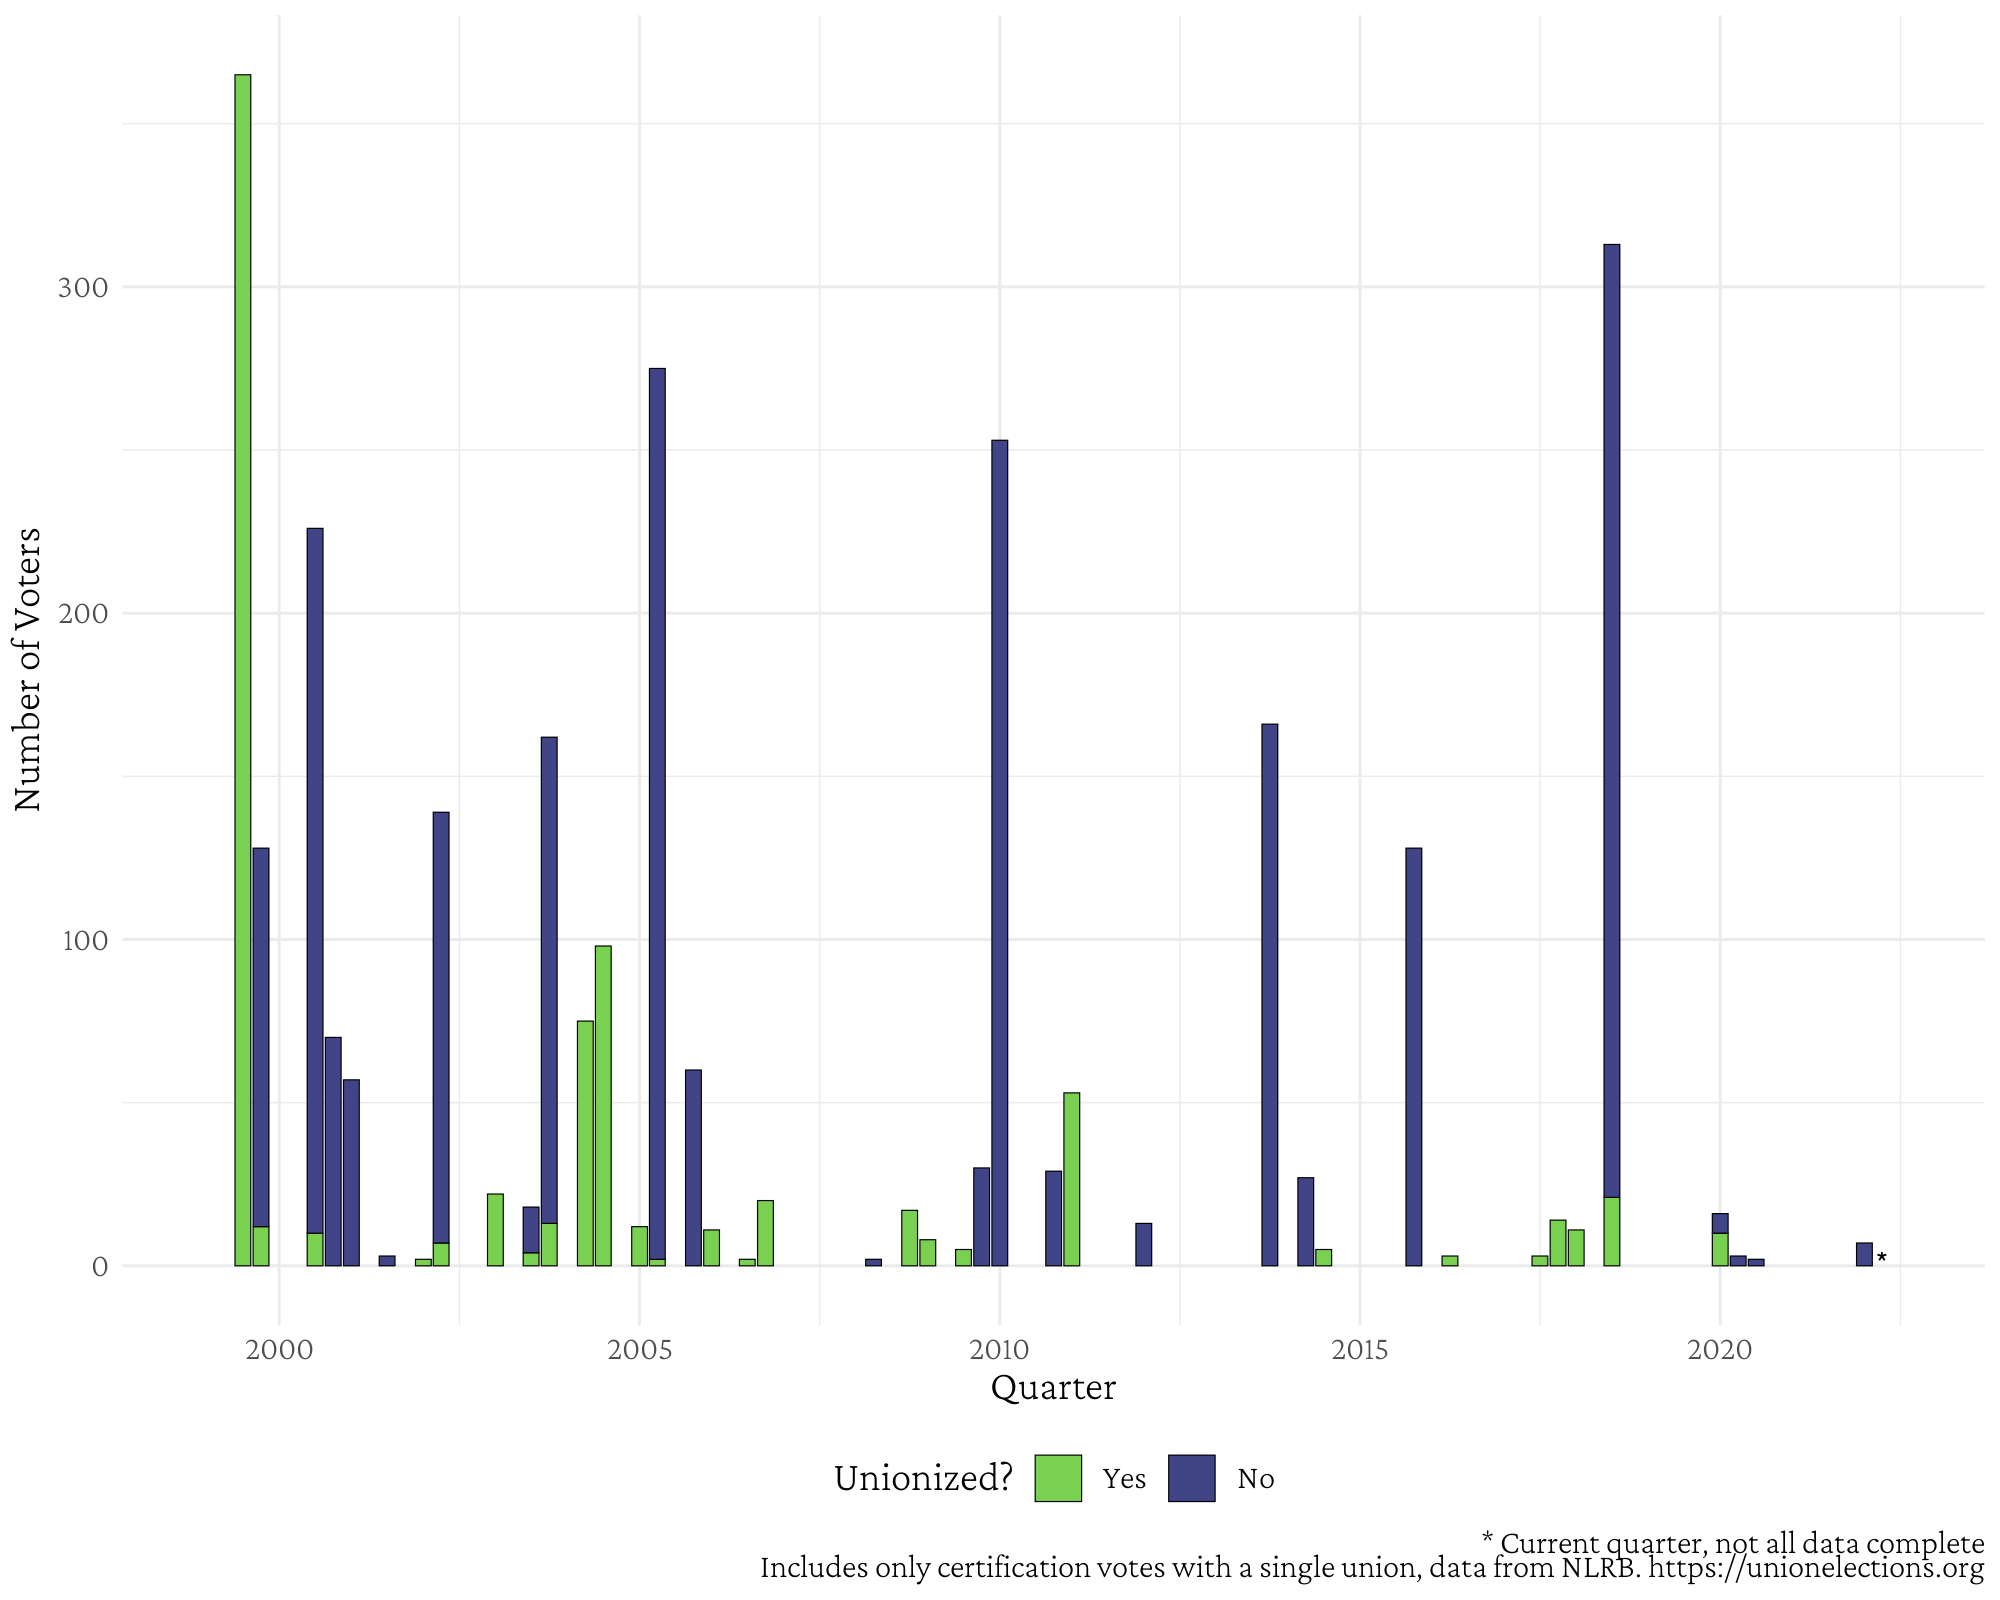 Number of Voters
300
200
100
0
*
2000 2005 2010 2015 2020
Quarter
Unionized? Yes No
* Current quarter, not all data complete
Includes only certification votes with a single union, data from NLRB. https://unionelections.org